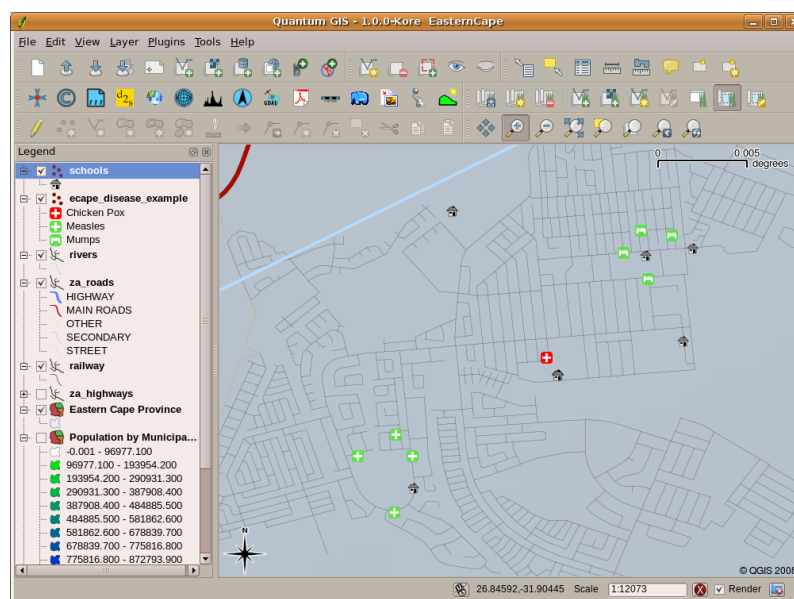 Quantum GIS - 1.0.0-Kore EasternCape
File Edit View Layer Plugins Tools Help
Legend
schools
ecape_disease_example
Chicken Pox
Measles
Mumps
rivers
za_roads
HIGHWAY
MAIN ROADS
OTHER
SECONDARY
STREET
railway
za_highways
Eastern Cape Province
Population by Municipa...
-0.001 - 96977.100
96977.100 - 193954.200
193954.200 - 290931.300
290931.300 - 387908.400
387908.400 - 484885.500
484885.500 - 581862.600
581862.600 - 678839.700
678839.700 - 775816.800
775816.800 - 872793.900
0 0.005
degrees
N
© QGIS 2008
26.84592,-31.90445 Scale 1:12073 Render